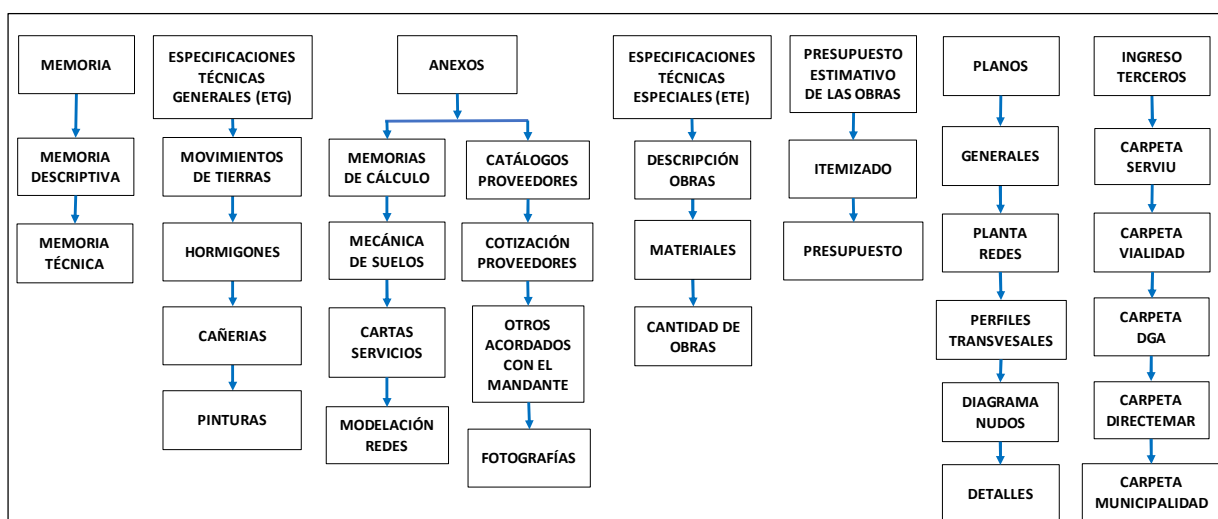 MEMORIA
MEMORIA
DESCRIPTIVA
MEMORIA
TÉCNICA
ESPECIFICACIONES
TÉCNICAS
GENERALES (ETG)
MOVIMIENTOS
DE TIERRAS
HORMIGONES
CAÑERIAS
PINTURAS
ANEXOS
MEMORIAS
DE CÁLCULO
MECÁNICA
DE SUELOS
CARTAS
SERVICIOS
MODELACIÓN
REDES
CATÁLOGOS
PROVEEDORES
COTIZACIÓN
PROVEEDORES
OTROS
ACORDADOS
CON EL
MANDANTE
FOTOGRAFÍAS
ESPECIFICACIONES
TÉCNICAS
ESPECIALES (ETE)
DESCRIPCIÓN
OBRAS
MATERIALES
CANTIDAD DE
OBRAS
PRESUPUESTO
ESTIMATIVO
DE LAS OBRAS
ITEMIZADO
PRESUPUESTO
PLANOS
GENERALES
PLANTA
REDES
PERFILES
TRANSVESALES
DIAGRAMA
NUDOS
DETALLES
INGRESO
TERCEROS
CARPETA
SERVIU
CARPETA
VIALIDAD
CARPETA
DGA
CARPETA
DIRECTEMAR
CARPETA
MUNICIPALIDAD